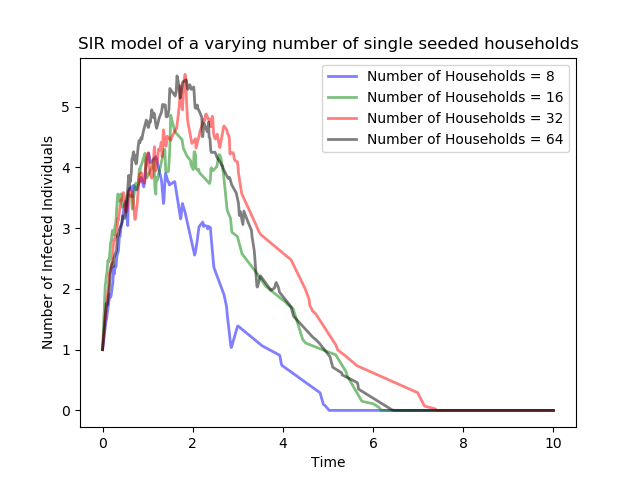 SIR model of a varying number of single seeded households
Number of Households = 8
Number of Households = 16
Number of Households = 32
Number of Households = 64
Number of Infected Individuals
5
4
3
2
1
0
0 2 4 6 8 10
Time